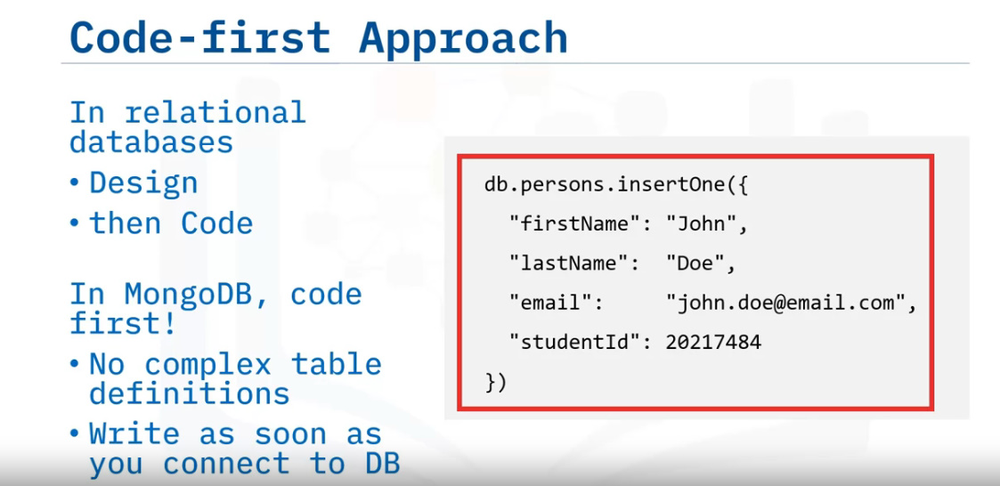 Code-first Approach
In relational
databases
• Design
• then Code
In MongoDB, code
first!
• No complex table
definitions
• Write as soon as
you connect to DB
db.persons.insertOne({
"firstName": "John",
"lastName": "Doe",
"email": "john.doe@email.com",
"studentId": 20217484
})